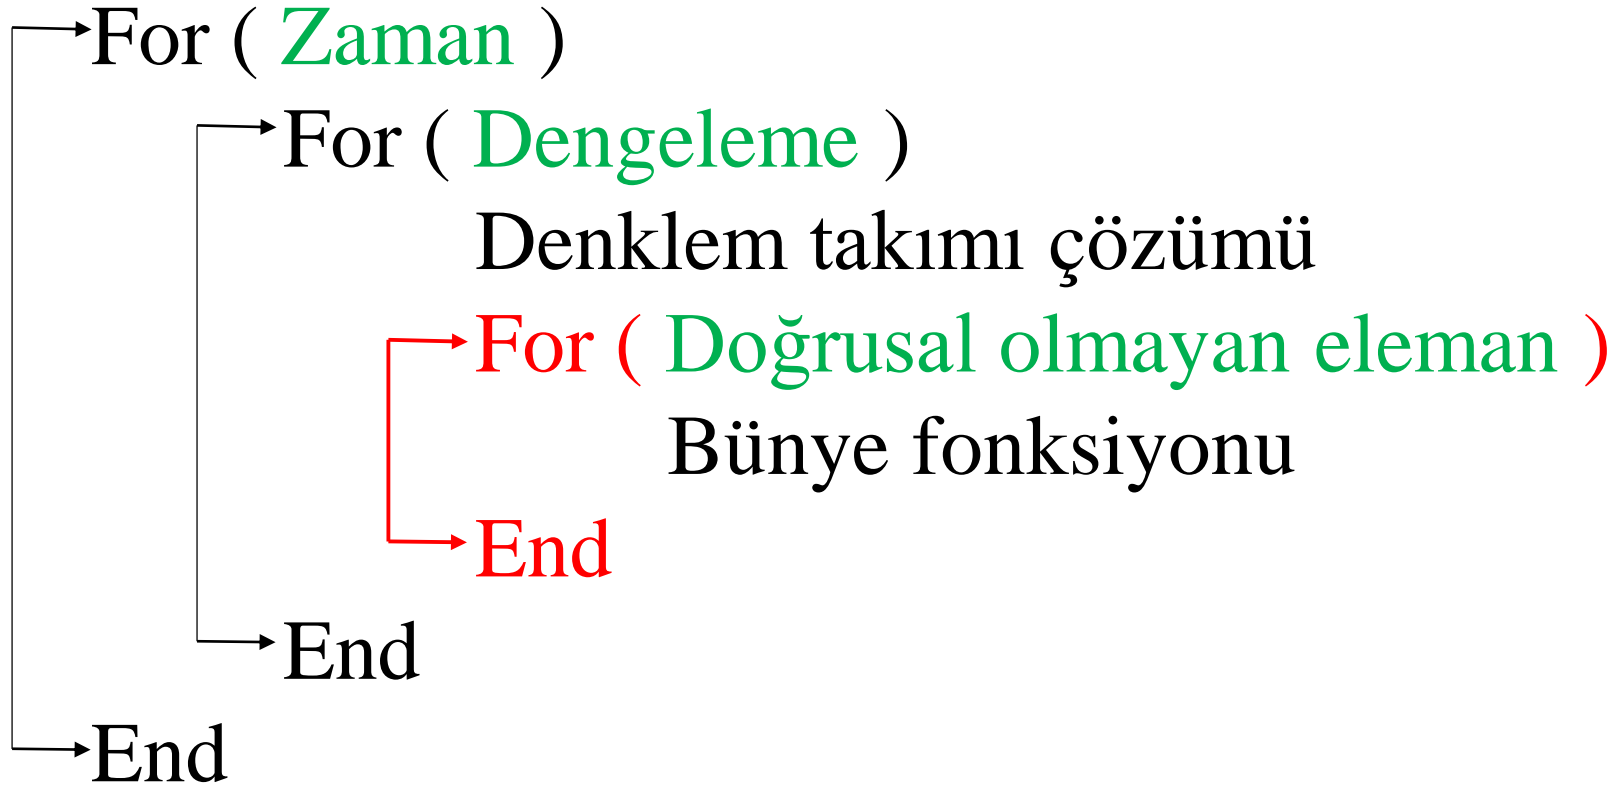 For ( Zaman )
For ( Dengeleme )
Denklem takımı çözümü
For ( Doğrusal olmayan eleman )
Bünye fonksiyonu
End
End
End